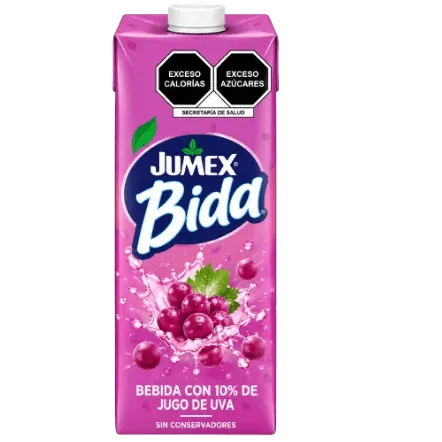 EXCESO
CALORÍAS
EXCESO
AZÚCARES
SECRETARÍA DE SALUD
JUMEX®
Bida®
BEBIDA CON 10% DE
JUGO DE UVA
SIN CONSERVADORES